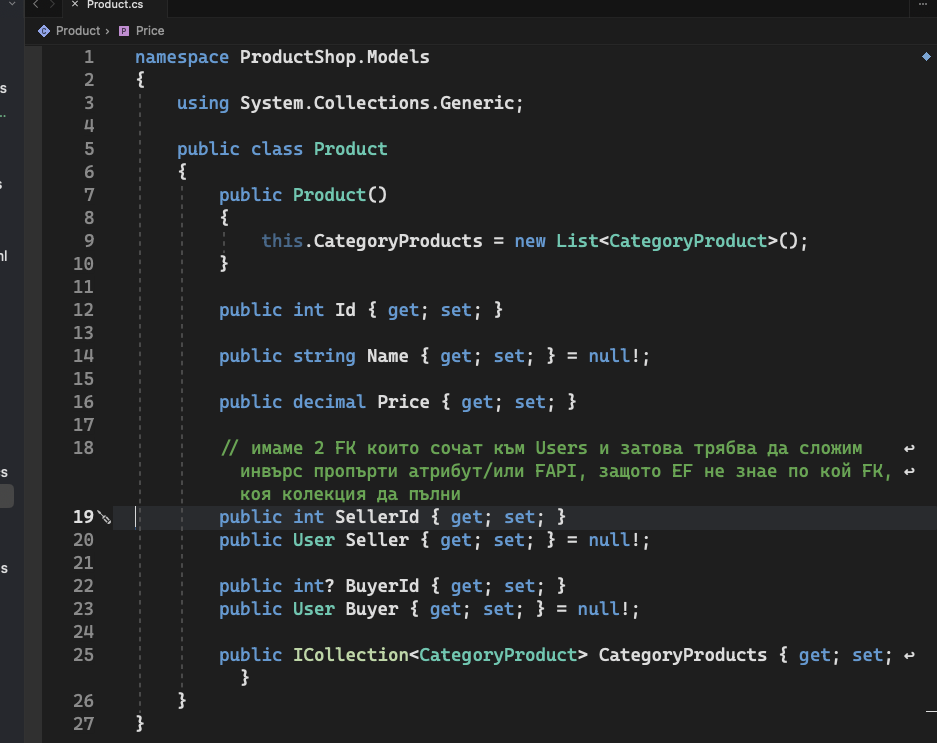 Product.cs
Product › Price
1 namespace ProductShop.Models
2 {
3 using System.Collections.Generic;
4
5 public class Product
6 {
7 public Product()
8 {
9 this.CategoryProducts = new List<CategoryProduct>();
10 }
11
12 public int Id { get; set; }
13
14 public string Name { get; set; } = null!;
15
16 public decimal Price { get; set; }
17
18 // имаме 2 FK които сочат към Users и затова трябва да сложим
инвърс пропърти атрибут/или FAPI, защото EF не знае по кой FK,
коя колекция да пълни
19 public int SellerId { get; set; }
20 public User Seller { get; set; } = null!;
21
22 public int? BuyerId { get; set; }
23 public User Buyer { get; set; } = null!;
24
25 public ICollection<CategoryProduct> CategoryProducts { get; set;
}
26 }
27 }